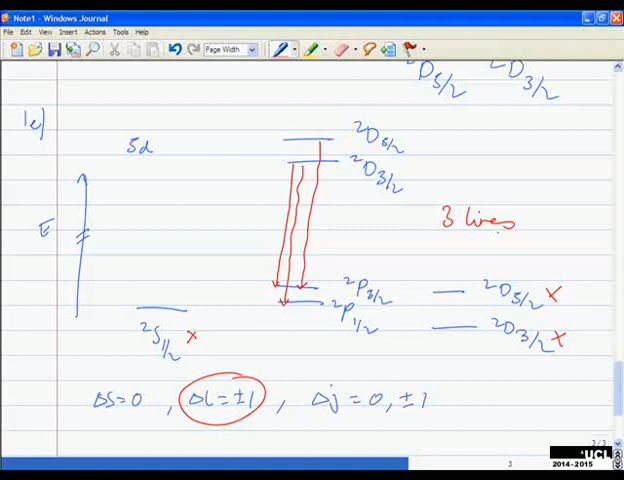 Note1 - Windows Journal
File Edit View Insert Actions Tools Help
Page Width
²D5/2 ²D3/2
1e)
5d
²D5/2
²D3/2
E
3 lines
²P3/2 ²D5/2 x
²P1/2 ²D3/2 x
²S1/2 x
ΔS=0 , Δl=±1 , Δj=0,±1
3/3
3
UCL
2014-2015